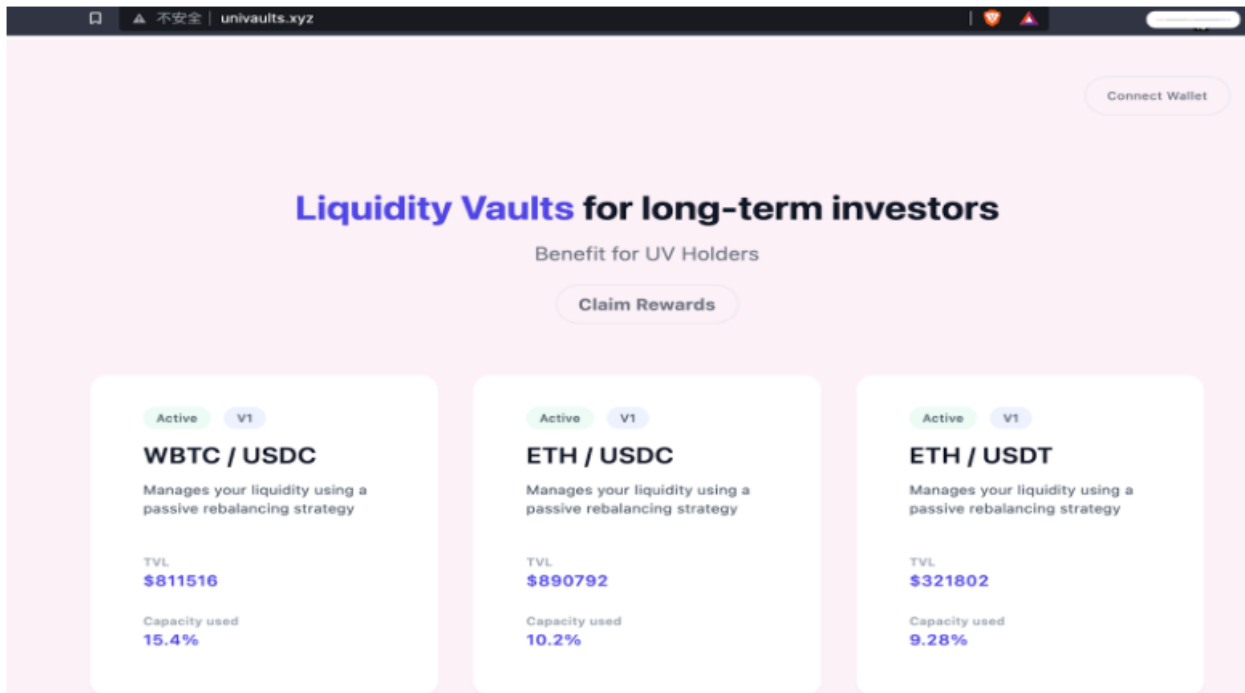 不安全 | univaults.xyz
Connect Wallet
Liquidity Vaults for long-term investors
Benefit for UV Holders
Claim Rewards
Active V1
WBTC / USDC
Manages your liquidity using a
passive rebalancing strategy
TVL
$811516
Capacity used
15.4%
Active V1
ETH / USDC
Manages your liquidity using a
passive rebalancing strategy
TVL
$890792
Capacity used
10.2%
Active V1
ETH / USDT
Manages your liquidity using a
passive rebalancing strategy
TVL
$321802
Capacity used
9.28%